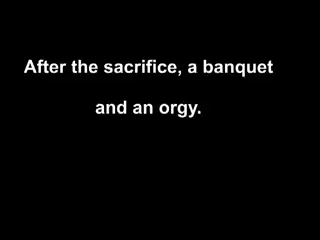 After the sacrifice, a banquet
and an orgy.